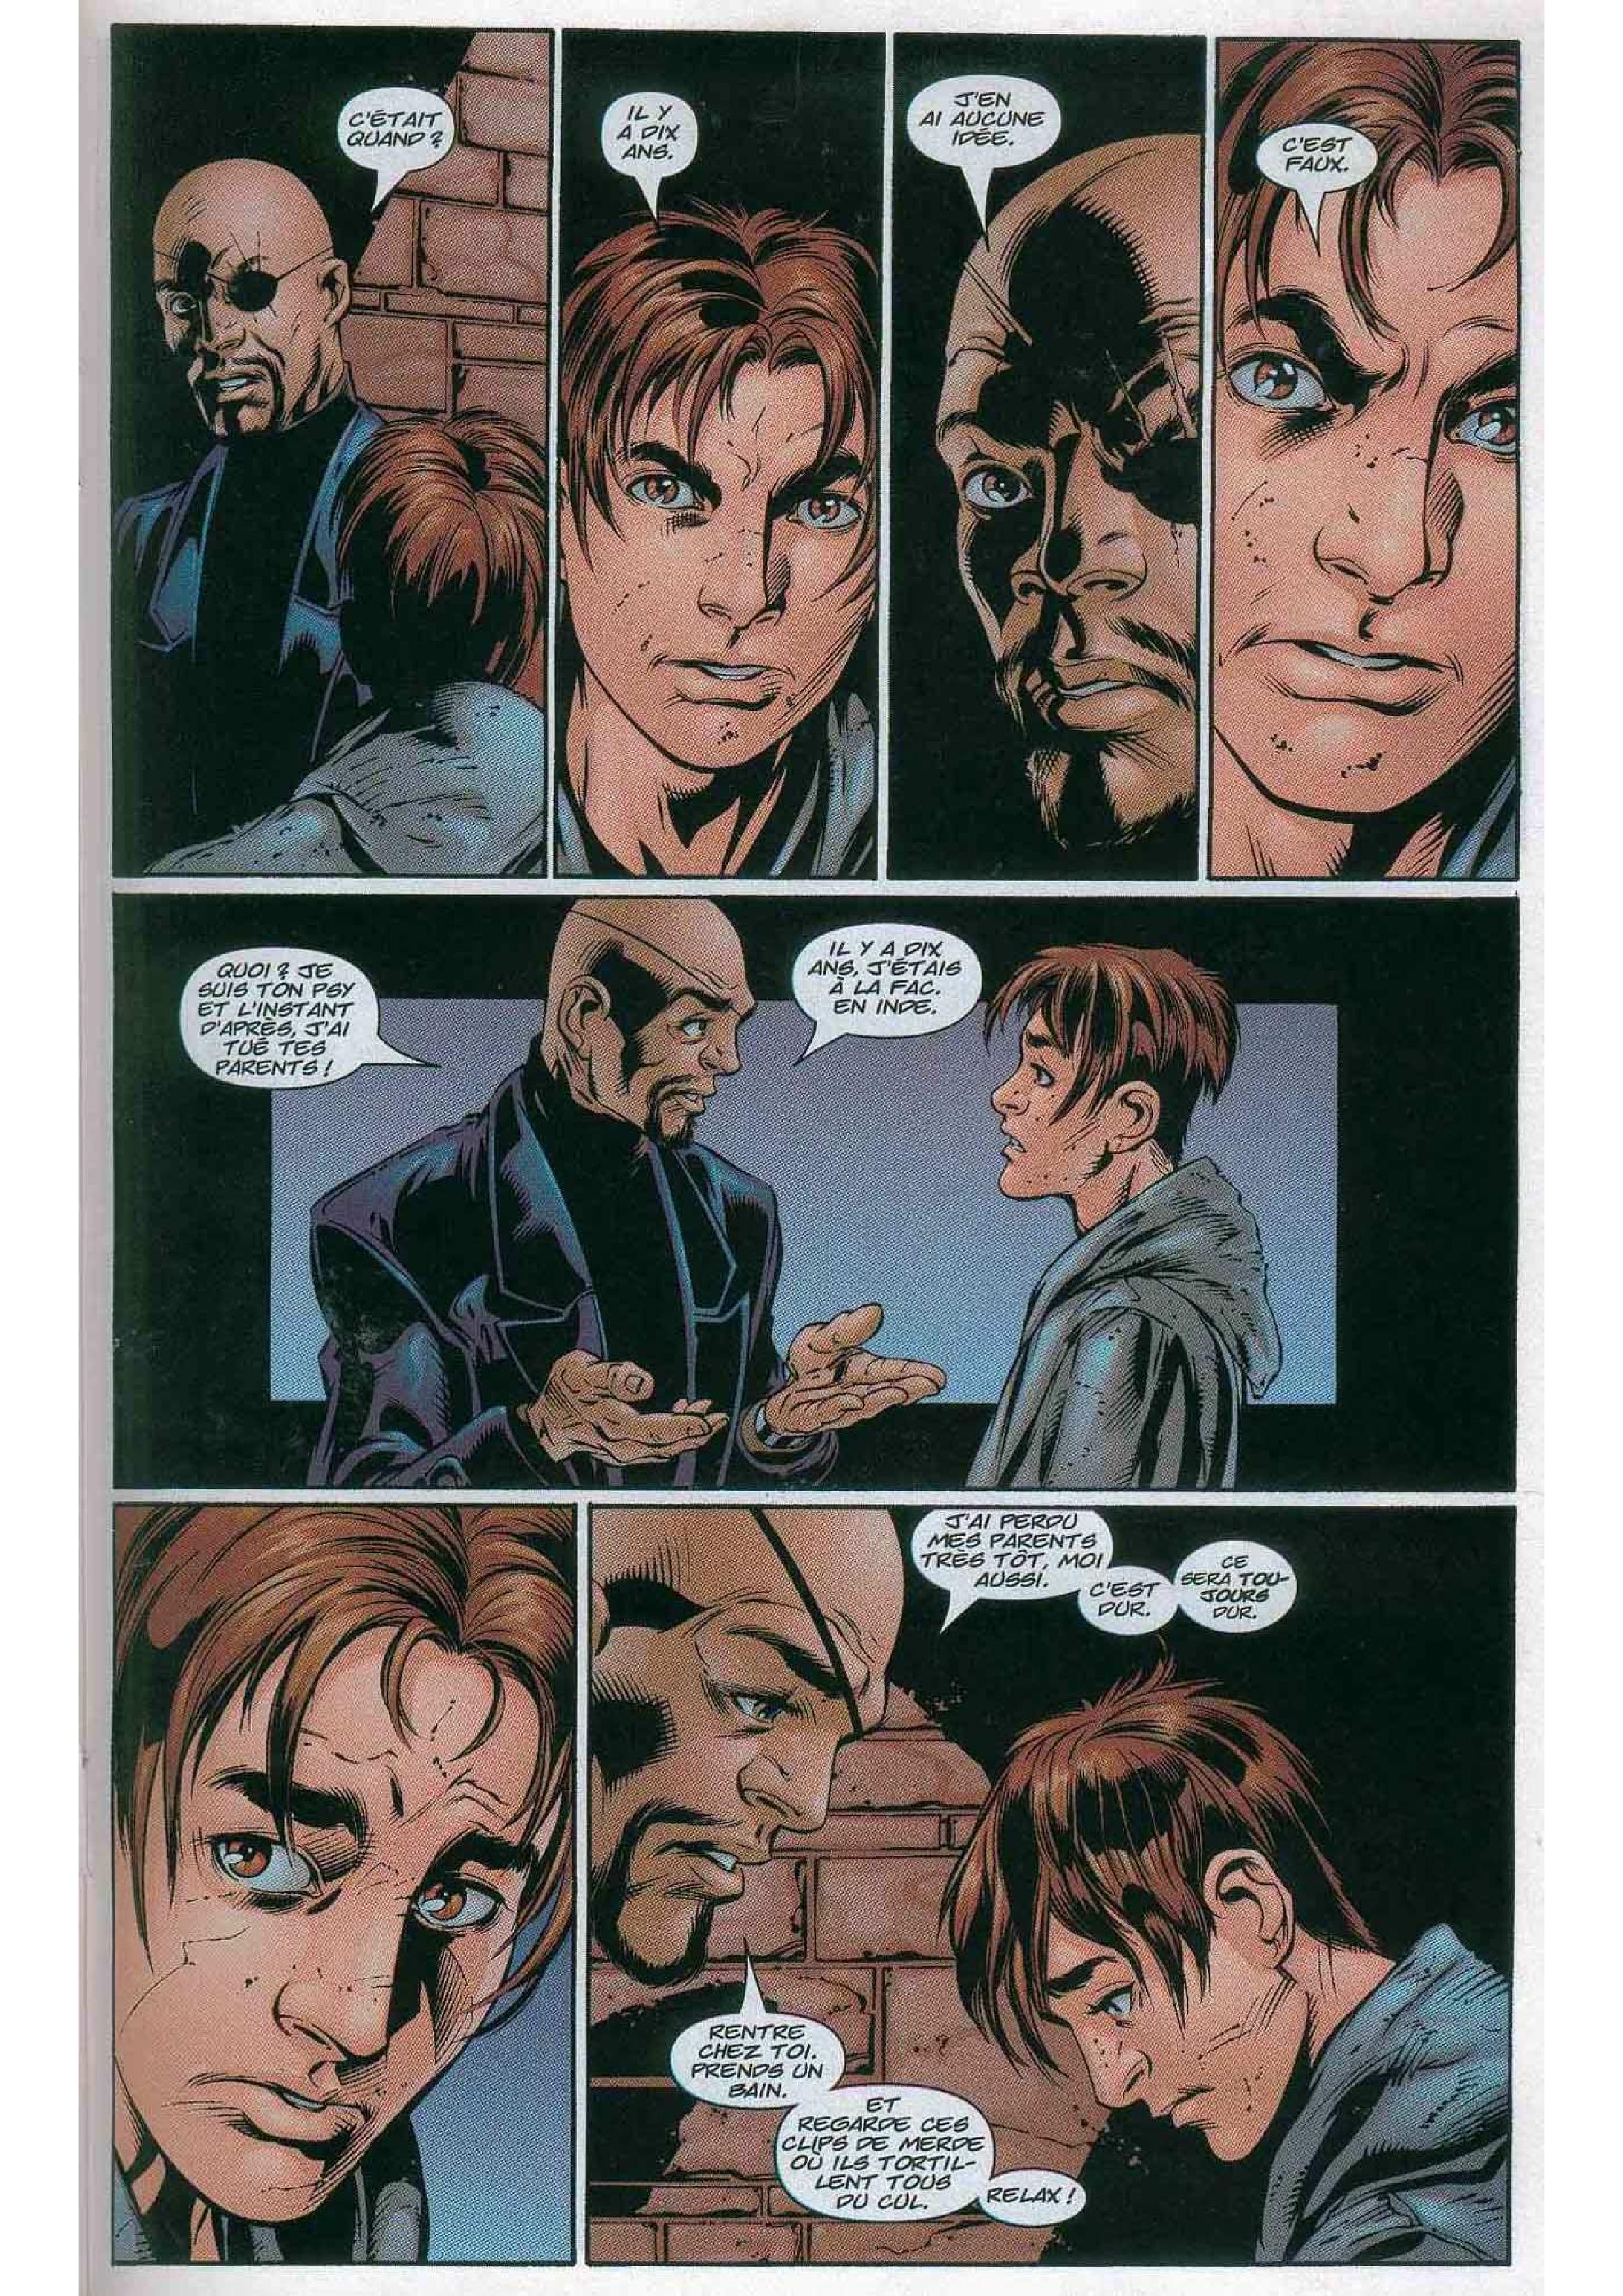 C'ÉTAIT
QUAND ?
IL Y
A DIX
ANS.
J'EN
AI AUCUNE
IDÉE.
C'EST
FAUX.
QUOI ? JE
SUIS TON PSY
ET L'INSTANT
D'APRÈS, J'AI
TUÉ TES
PARENTS !
IL Y A DIX
ANS, J'ÉTAIS
À LA FAC.
EN INDE.
J'AI PERDU
MES PARENTS
TRÈS TÔT, MOI
AUSSI.
C'EST
DUR.
CE
SERA TOU-
JOURS
DUR.
RENTRE
CHEZ TOI.
PRENDS UN
BAIN.
ET
REGARDE CES
CLIPS DE MERDE
OÙ ILS TORTIL-
LENT TOUS
DU CUL.
RELAX !